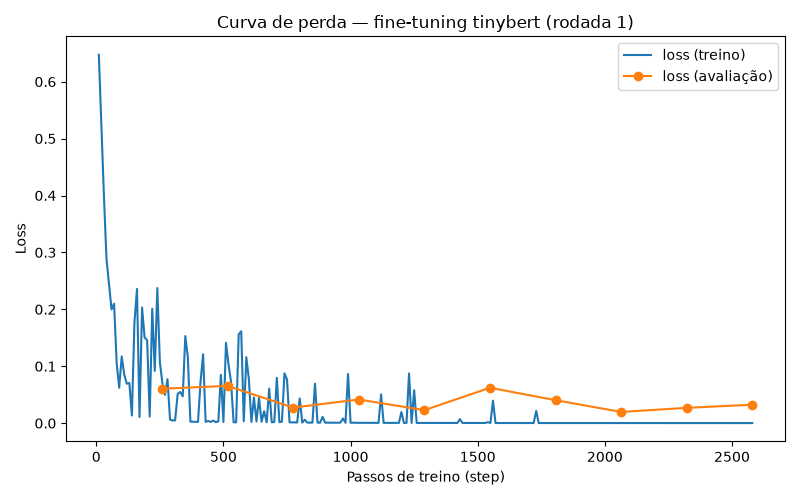 Curva de perda — fine-tuning tinybert (rodada 1)
loss (treino)
loss (avaliação)
Loss
0.6
0.5
0.4
0.3
0.2
0.1
0.0
0 500 1000 1500 2000 2500
Passos de treino (step)